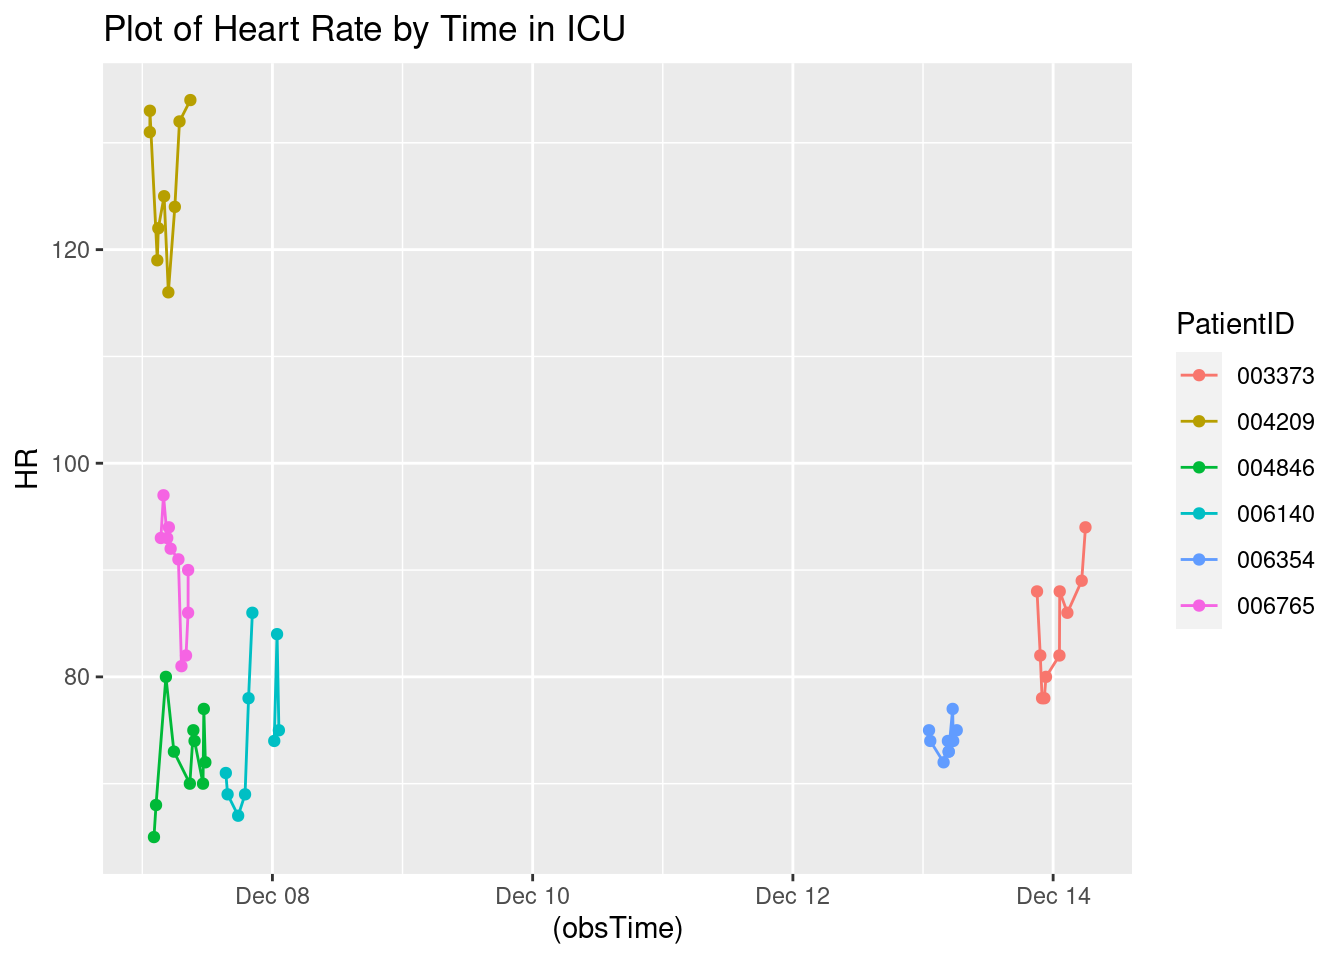 Plot of Heart Rate by Time in ICU
120
100
80
HR
Dec 08
Dec 10
Dec 12
Dec 14
(obsTime)
PatientID
003373
004209
004846
006140
006354
006765